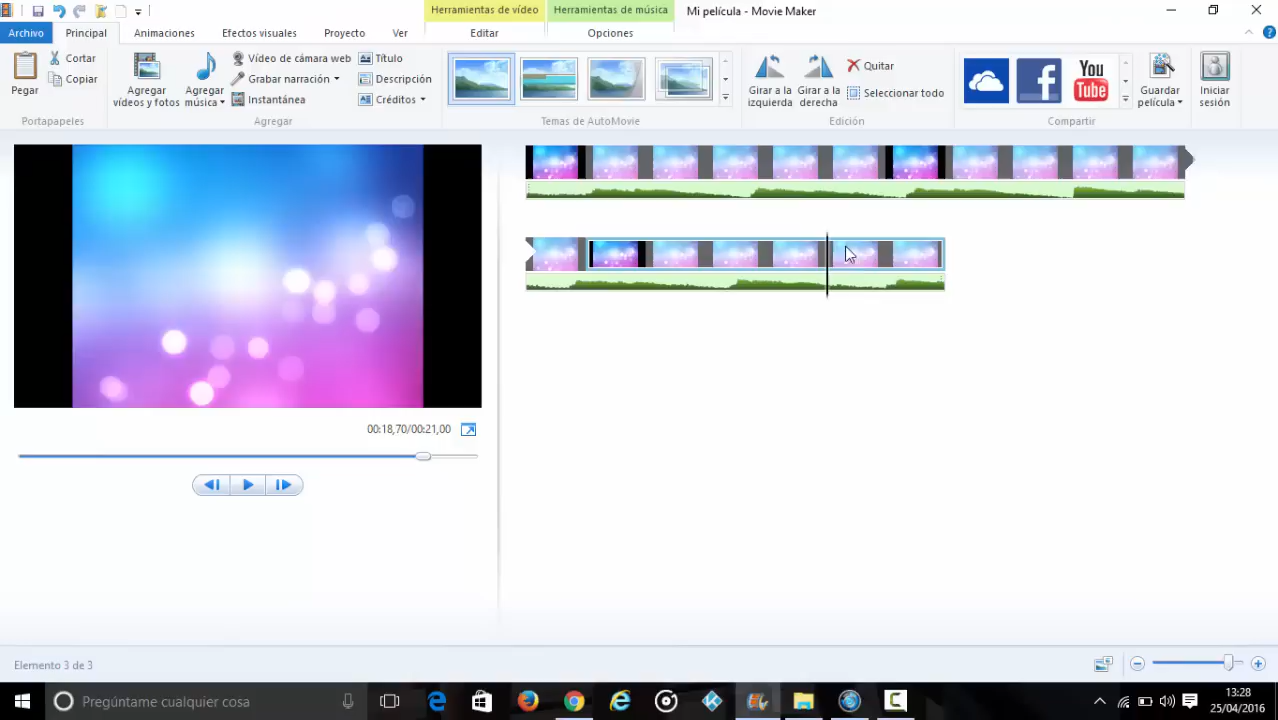 Herramientas de vídeo Herramientas de música Mi película - Movie Maker
Archivo Principal Animaciones Efectos visuales Proyecto Ver Editar Opciones
Pegar
Cortar
Copiar
Portapapeles
Agregar vídeos y fotos
Agregar música
Vídeo de cámara web
Grabar narración
Instantánea
Título
Descripción
Créditos
Agregar
Temas de AutoMovie
Girar a la izquierda
Girar a la derecha
Quitar
Seleccionar todo
Edición
You Tube
Compartir
Guardar película
Iniciar sesión
00:18,70/00:21,00
Elemento 3 de 3
Pregúntame cualquier cosa
13:28
25/04/2016